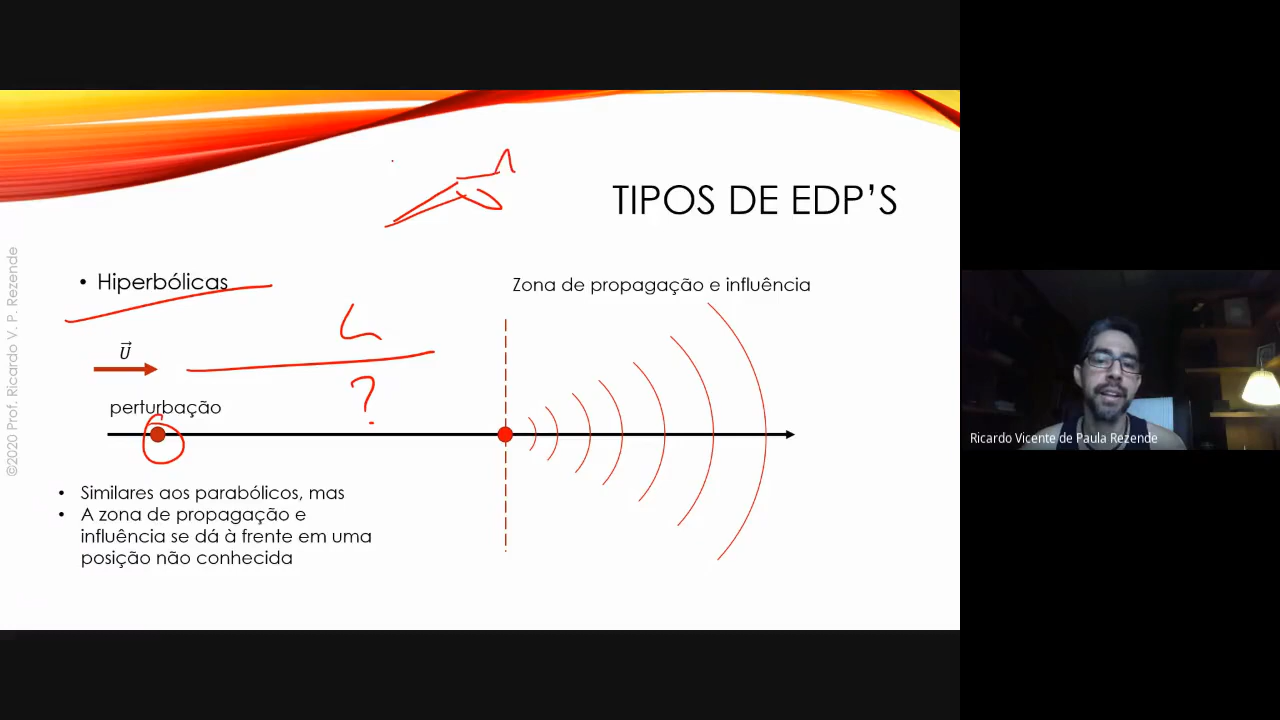 TIPOS DE EDP'S
• Hiperbólicas
Zona de propagação e influência
U⃗
?
perturbação
• Similares aos parabólicos, mas
• A zona de propagação e
influência se dá à frente em uma
posição não conhecida
©2020 Prof. Ricardo V. P. Rezende
Ricardo Vicente de Paula Rezende